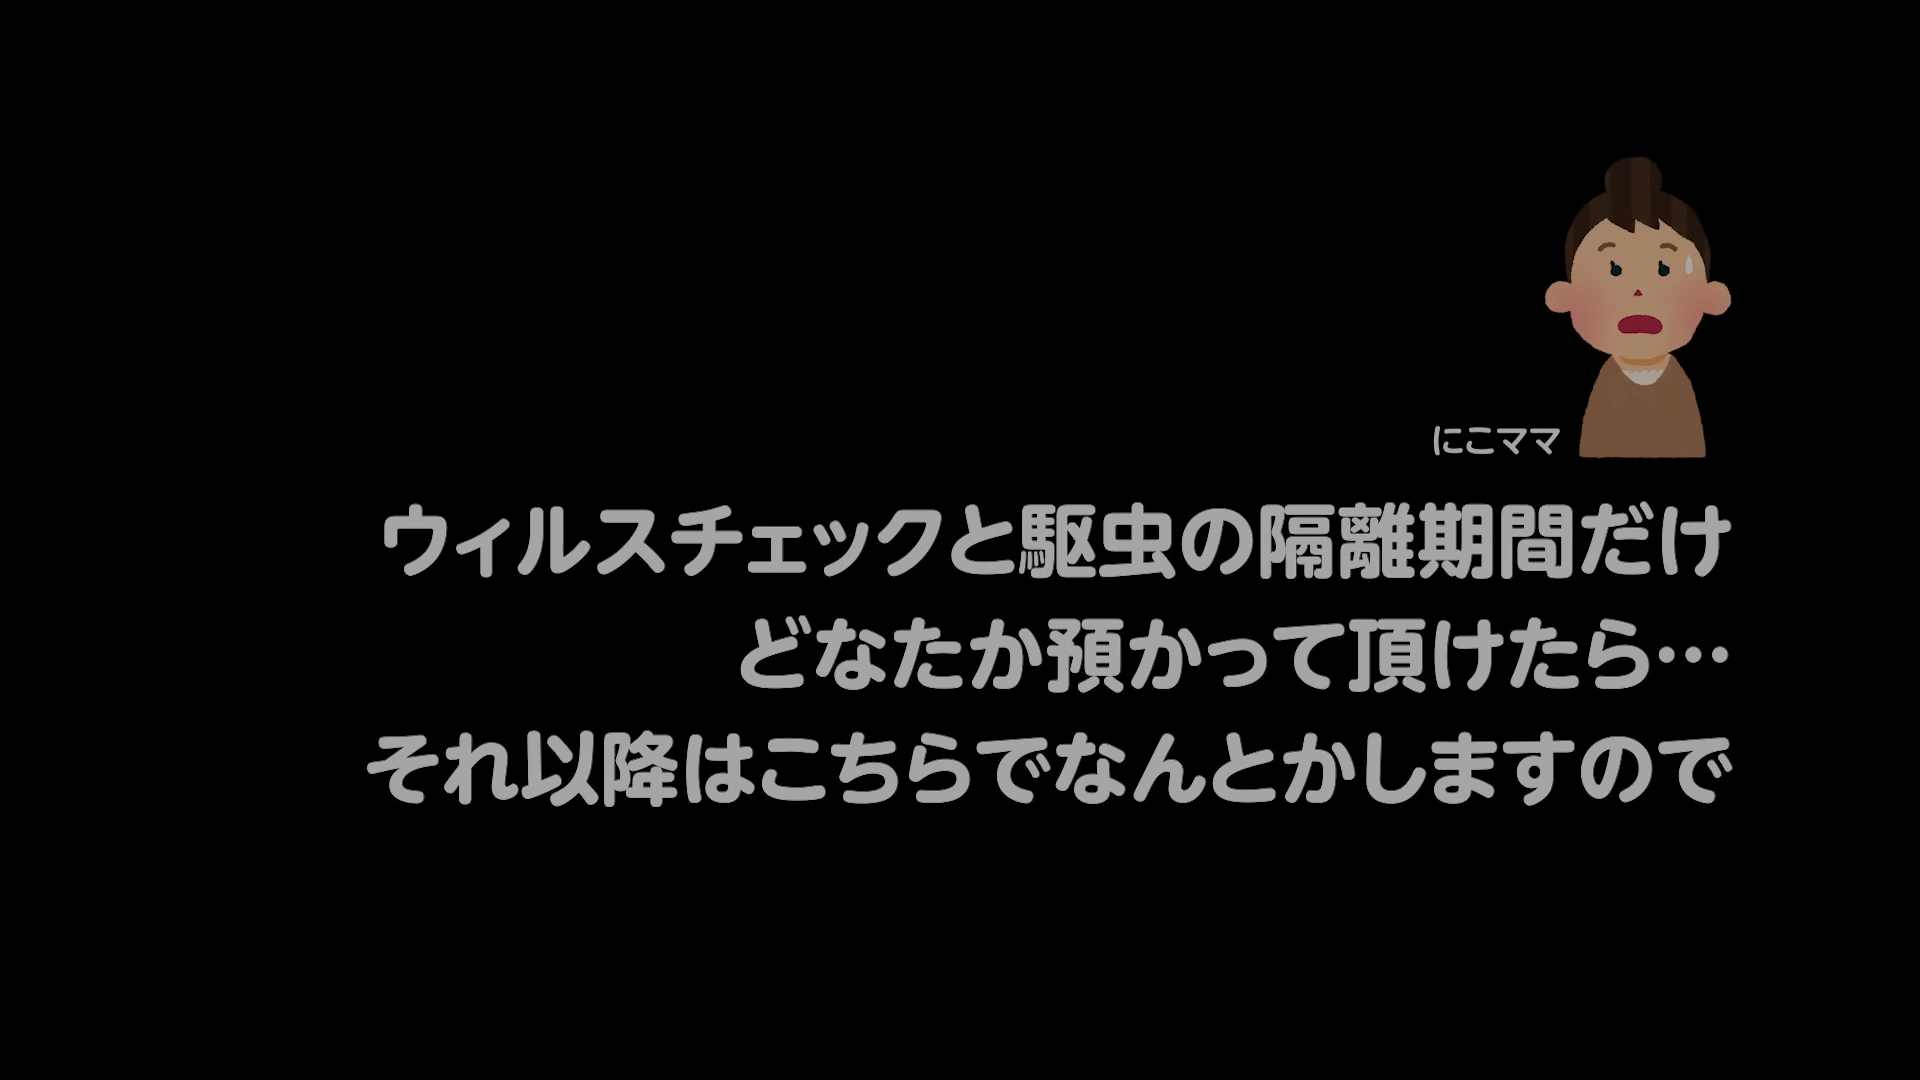 にこママ
ウィルスチェックと駆虫の隔離期間だけ
どなたか預かって頂けたら…
それ以降はこちらでなんとかしますので